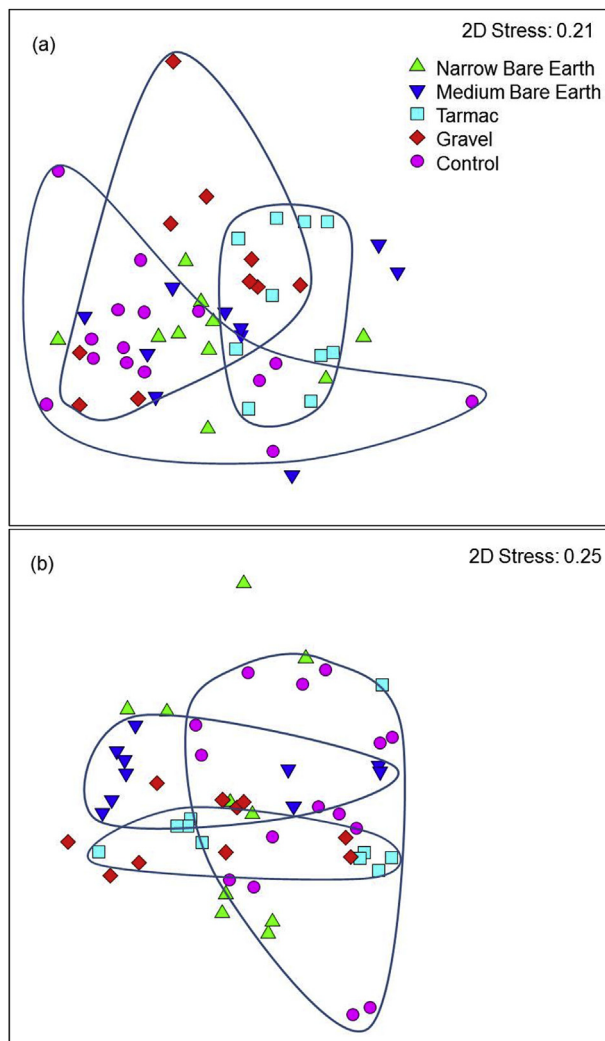 (a)
2D Stress: 0.21
Narrow Bare Earth
Medium Bare Earth
Tarmac
Gravel
Control
(b)
2D Stress: 0.25